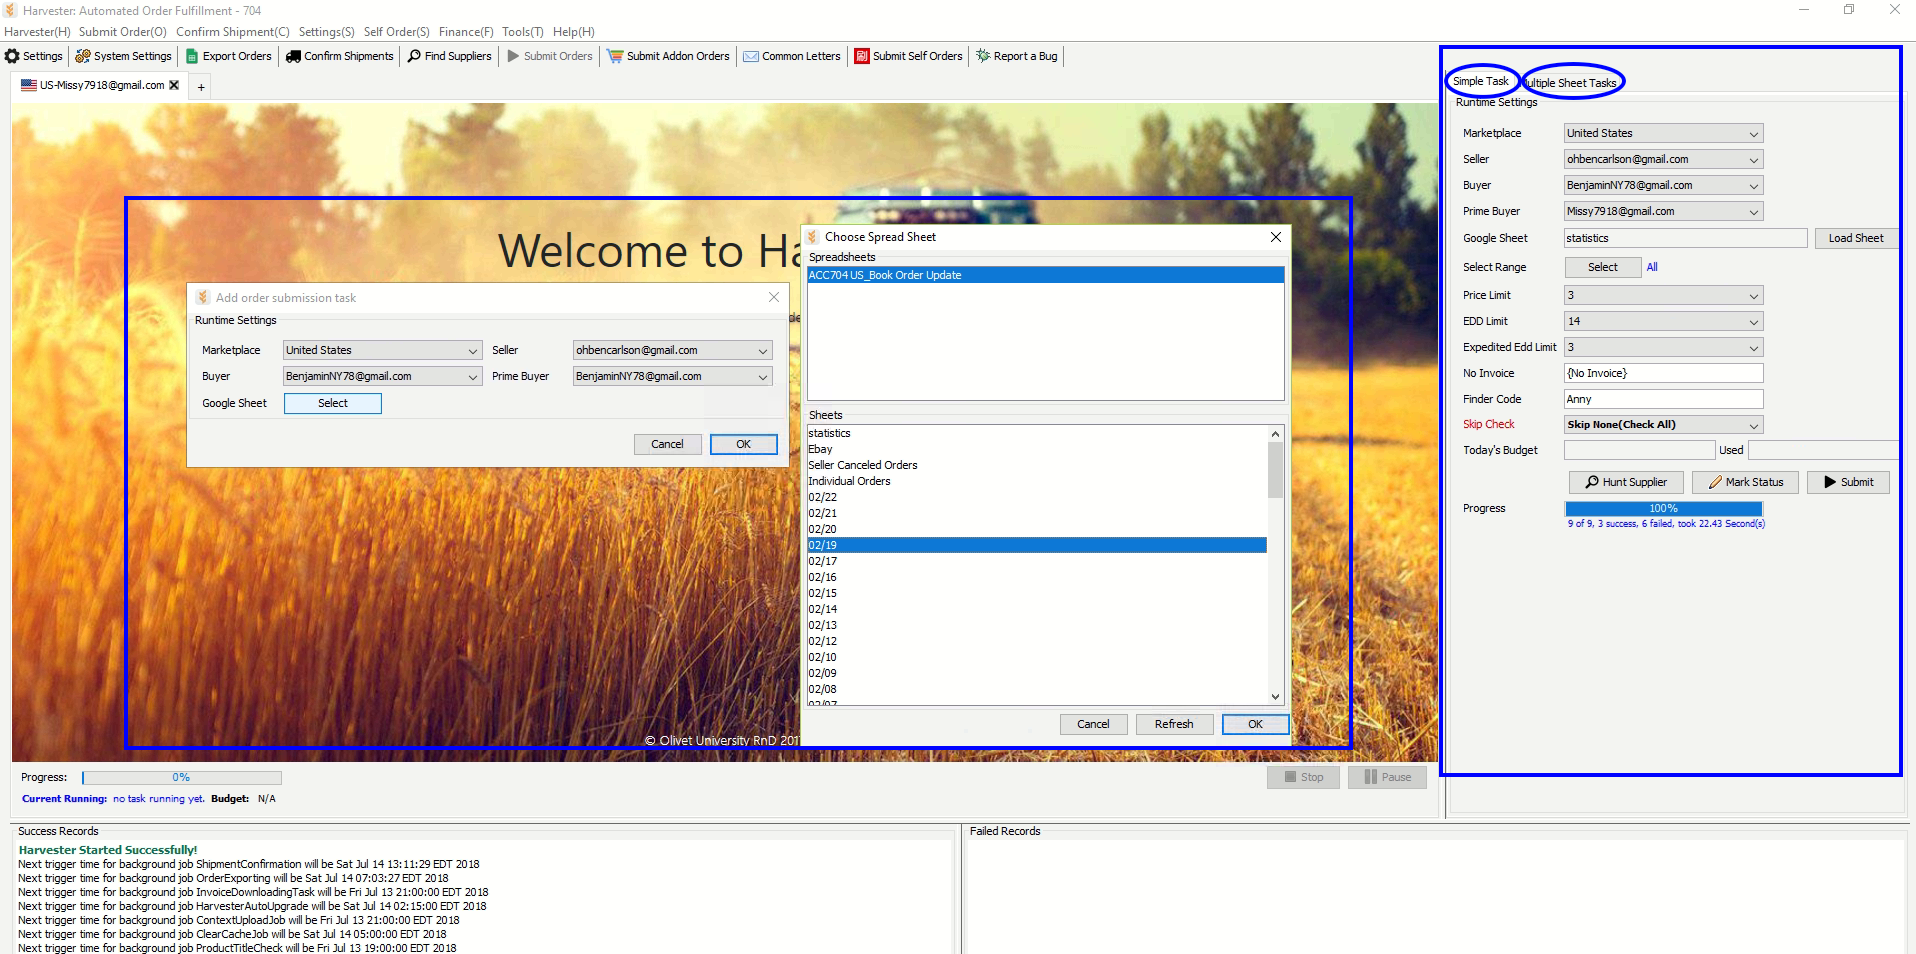 Harvester: Automated Order Fulfillment - 704
Harvester(H) Submit Order(O) Confirm Shipment(C) Settings(S) Self Order(S) Finance(F) Tools(T) Help(H)
Settings System Settings Export Orders Confirm Shipments Find Suppliers Submit Orders Submit Addon Orders Common Letters Submit Self Orders Report a Bug
US-Missy7918@gmail.com +
Welcome to Ha
Add order submission task
Runtime Settings
Marketplace United States Seller ohbencarlson@gmail.com
Buyer BenjaminNY78@gmail.com Prime Buyer BenjaminNY78@gmail.com
Google Sheet Select
Cancel OK
Choose Spread Sheet
Spreadsheets
ACC704 US_Book Order Update
Sheets
statistics
Ebay
Seller Canceled Orders
Individual Orders
02/22
02/21
02/20
02/19
02/17
02/16
02/15
02/14
02/13
02/12
02/10
02/09
02/08
02/07
Cancel Refresh OK
© Olivet University RnD 201
Simple Task ultiple Sheet Tasks
Runtime Settings
Marketplace United States
Seller ohbencarlson@gmail.com
Buyer BenjaminNY78@gmail.com
Prime Buyer Missy7918@gmail.com
Google Sheet statistics Load Sheet
Select Range Select All
Price Limit 3
EDD Limit 14
Expedited Edd Limit 3
No Invoice {No Invoice}
Finder Code Anny
Skip Check Skip None(Check All)
Today's Budget Used
Hunt Supplier Mark Status Submit
Progress 100%
9 of 9, 3 success, 6 failed, took 22.43 Second(s)
Progress: 0% Stop Pause
Current Running: no task running yet. Budget: N/A
Success Records
Harvester Started Successfully!
Next trigger time for background job ShipmentConfirmation will be Sat Jul 14 13:11:29 EDT 2018
Next trigger time for background job OrderExporting will be Sat Jul 14 07:03:27 EDT 2018
Next trigger time for background job InvoiceDownloadingTask will be Fri Jul 13 21:00:00 EDT 2018
Next trigger time for background job HarvesterAutoUpgrade will be Sat Jul 14 02:15:00 EDT 2018
Next trigger time for background job ContextUploadJob will be Fri Jul 13 21:00:00 EDT 2018
Next trigger time for background job ClearCacheJob will be Sat Jul 14 05:00:00 EDT 2018
Next trigger time for background job ProductTitleCheck will be Fri Jul 13 19:00:00 EDT 2018
Failed Records